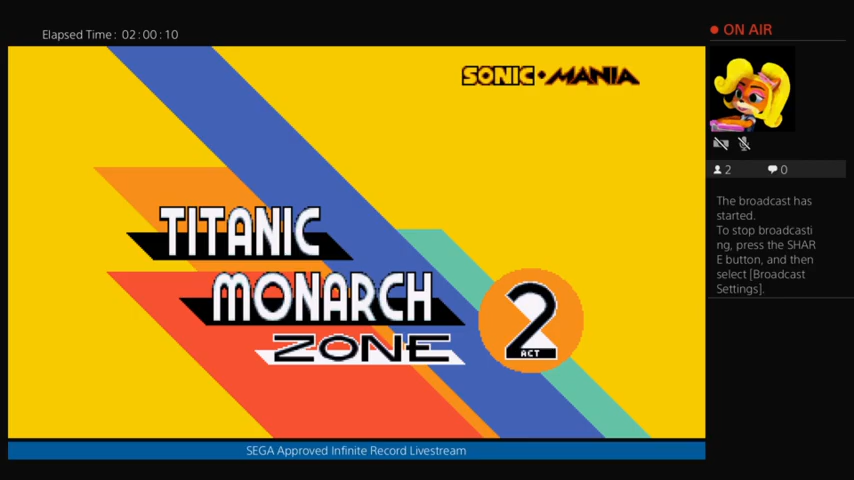 Elapsed Time : 02:00:10
ON AIR
SONIC MANIA
TITANIC
MONARCH
ZONE
2
ACT
2
0
The broadcast has
started.
To stop broadcasti
ng, press the SHAR
E button, and then
select [Broadcast
Settings].
SEGA Approved Infinite Record Livestream